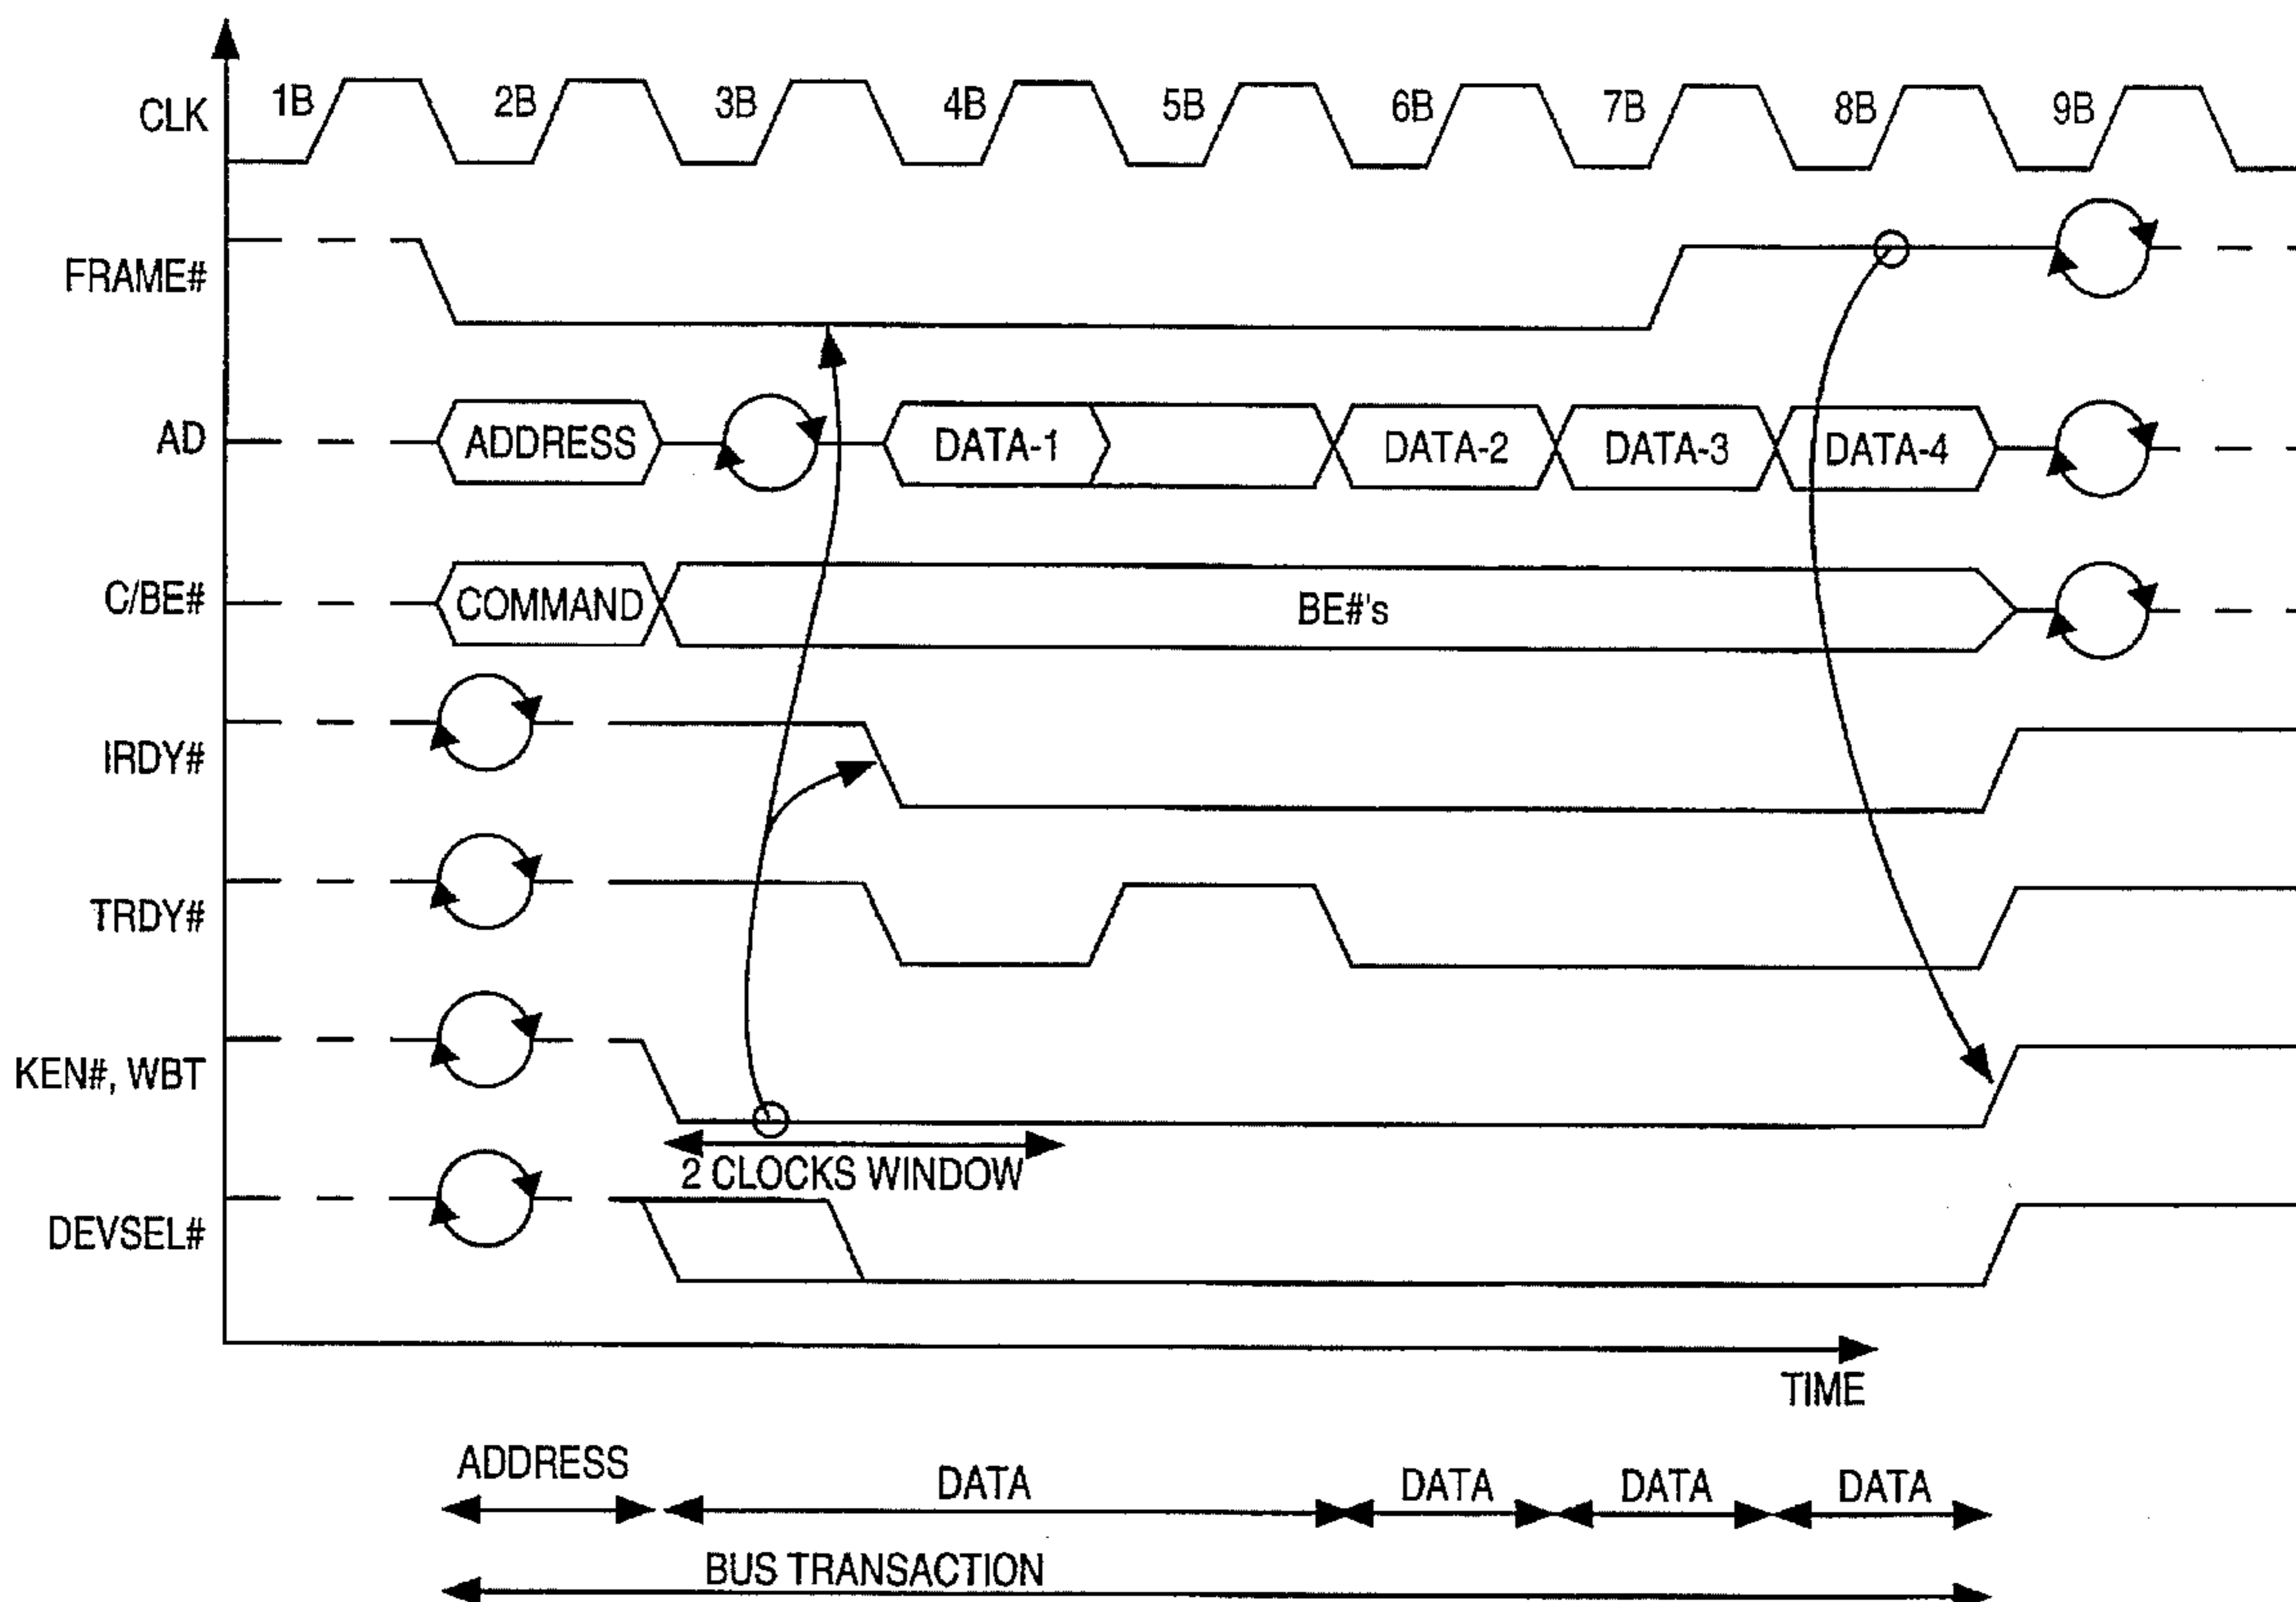 CLK 1B 2B 3B 4B 5B 6B 7B 8B 9B
FRAME#
AD ADDRESS DATA-1 DATA-2 DATA-3 DATA-4
C/BE# COMMAND BE#'s
IRDY#
TRDY#
KEN#, WBT
2 CLOCKS WINDOW
DEVSEL#
TIME
ADDRESS DATA DATA DATA DATA
BUS TRANSACTION